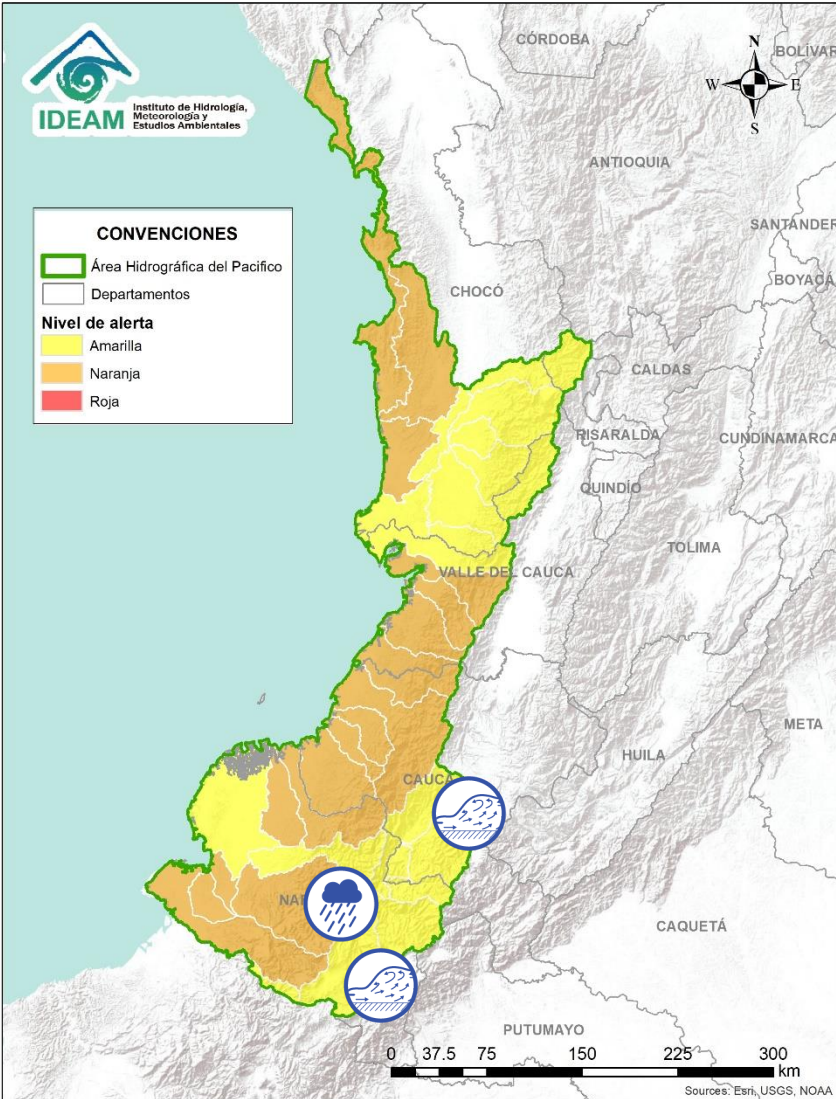 IDEAM
Instituto de Hidrología,
Meteorología y
Estudios Ambientales
N
W
E
S
CONVENCIONES
Área Hidrográfica del Pacifico
Departamentos
Nivel de alerta
Amarilla
Naranja
Roja
CÓRDOBA
BOLÍVAR
ANTIOQUIA
SANTANDER
BOYACÁ
CHOCÓ
CALDAS
RISARALDA
CUNDINAMARCA
QUINDÍO
TOLIMA
VALLE DEL CAUCA
META
HUILA
CAUCA
CAQUETÁ
PUTUMAYO
0 37.5 75 150 225 300
km
Sources: Esri, USGS, NOAA